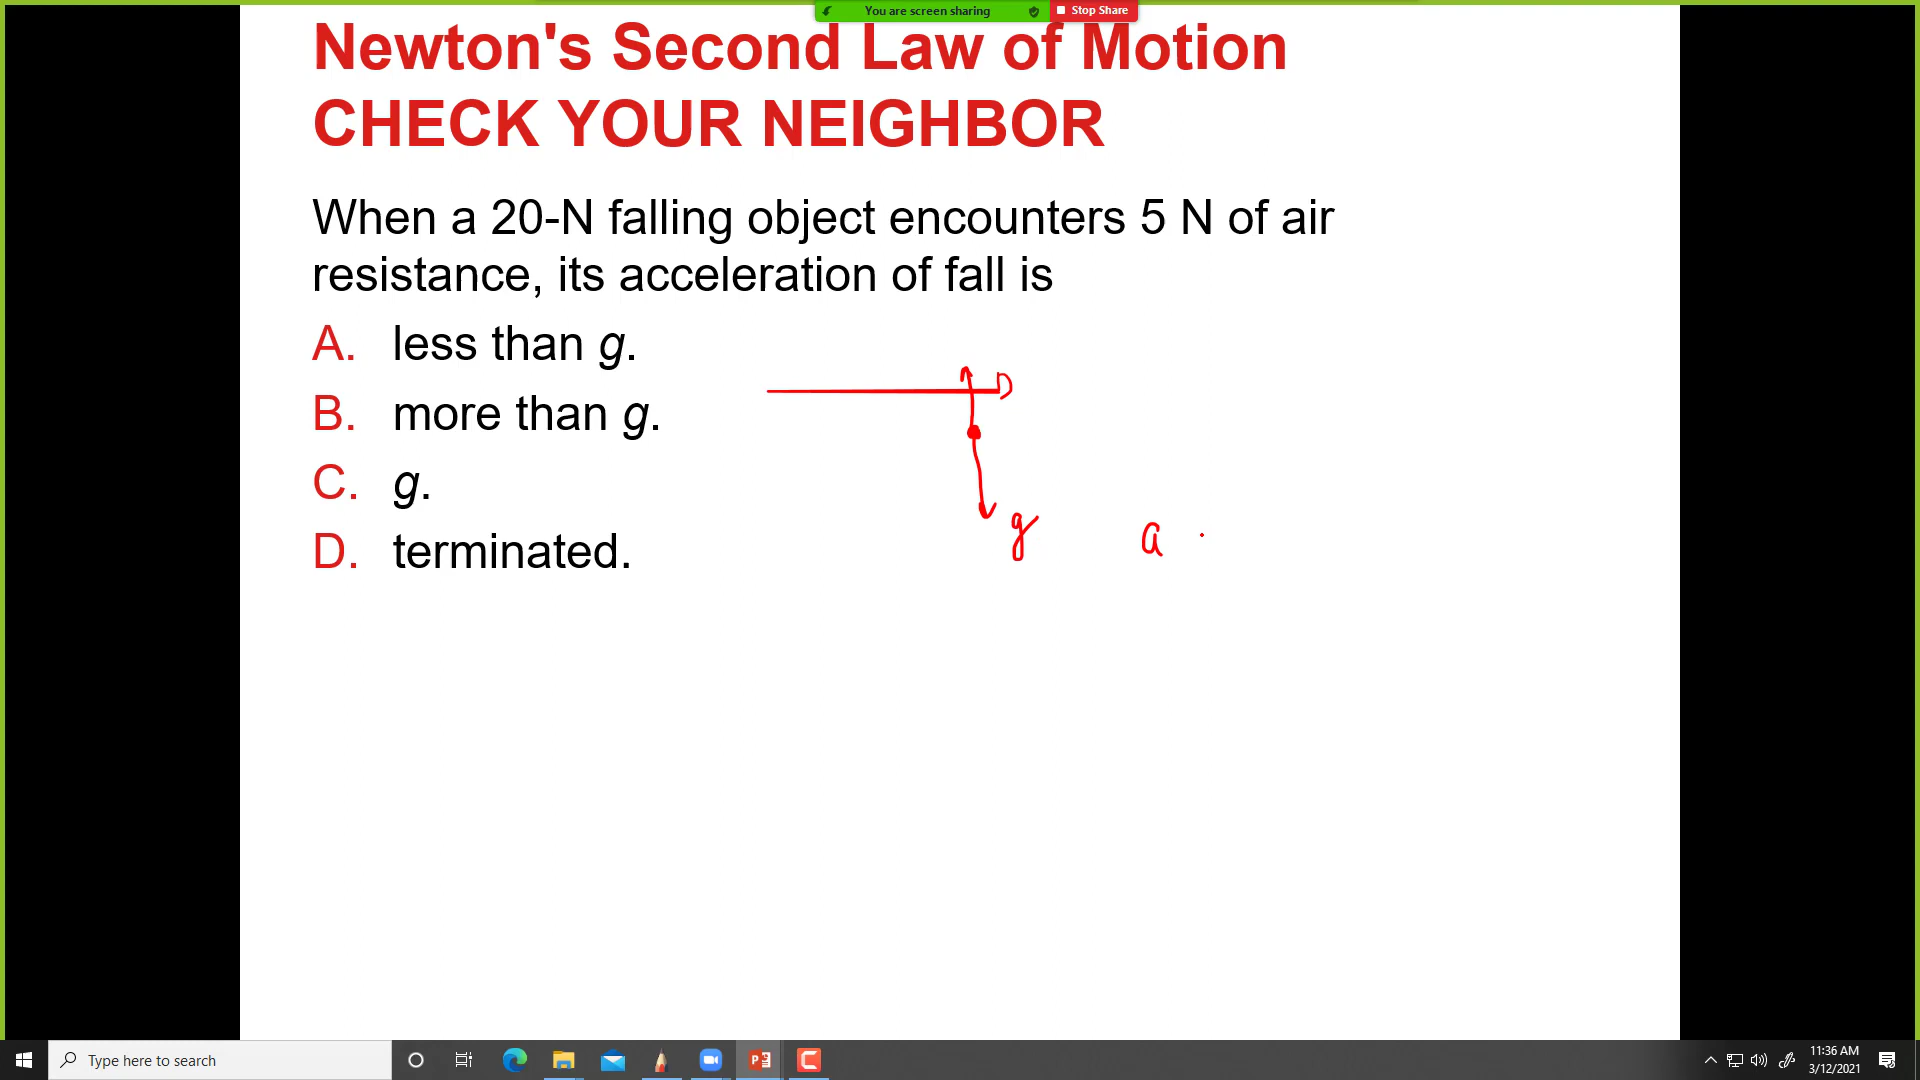 You are screen sharing
Stop Share
Newton's Second Law of Motion
CHECK YOUR NEIGHBOR
When a 20-N falling object encounters 5 N of air
resistance, its acceleration of fall is
A. less than g.
B. more than g.
C. g.
D. terminated.
D
g
a
Type here to search
11:36 AM
3/12/2021